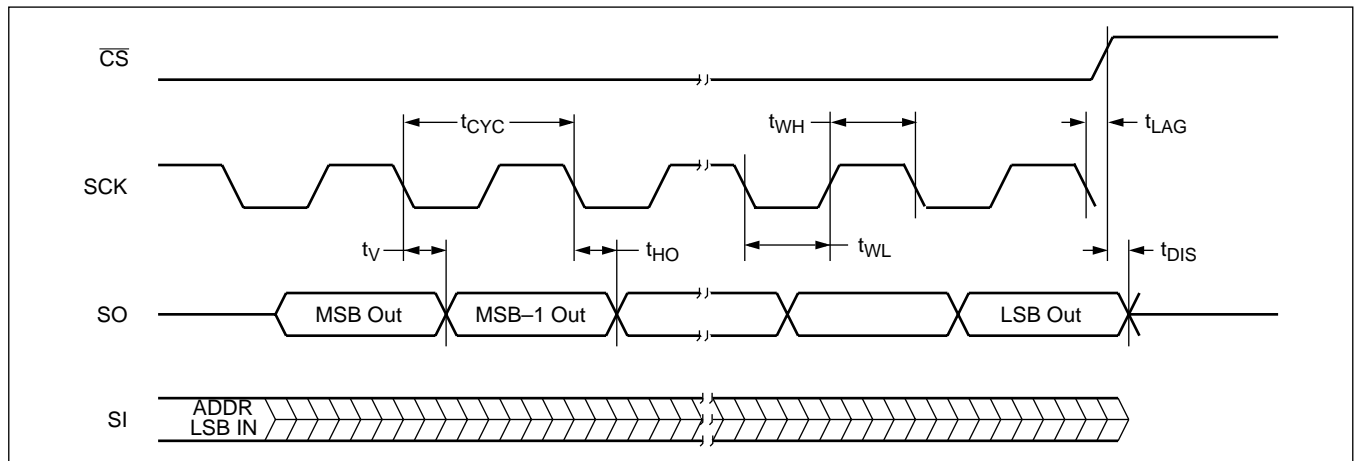 CS
tCYC
tWH
tLAG
SCK
tV
tHO
tWL
tDIS
SO
MSB Out
MSB–1 Out
LSB Out
SI
ADDR
LSB IN